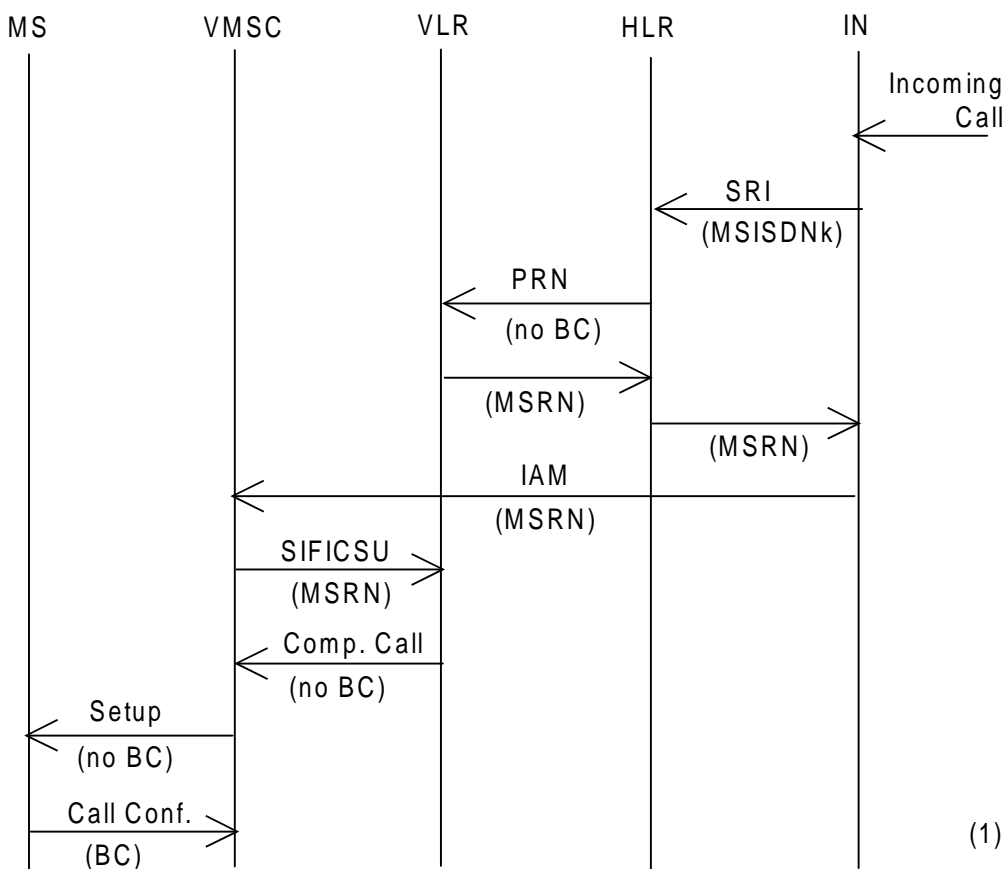 MS VMSC VLR HLR IN
Incoming
Call
SRI
(MSISDNk)
PRN
(no BC)
(MSRN)
(MSRN)
IAM
(MSRN)
SIFICSU
(MSRN)
Comp. Call
(no BC)
Setup
(no BC)
Call Conf.
(BC)
(1)